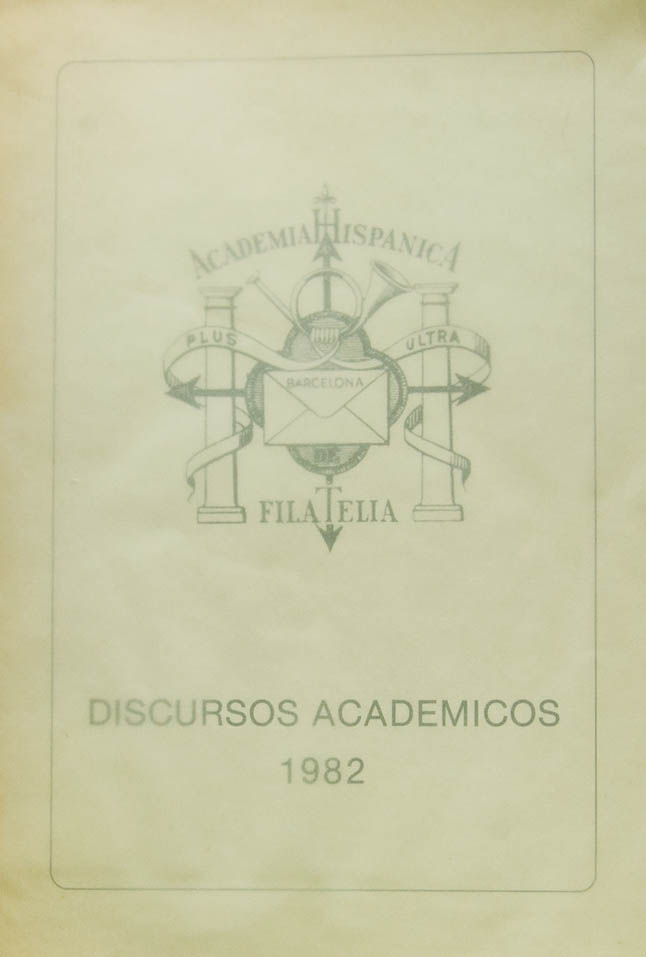 ACADEMIA HISPANICA
PLUS ULTRA
BARCELONA
DE
FILATELIA
DISCURSOS ACADEMICOS
1982